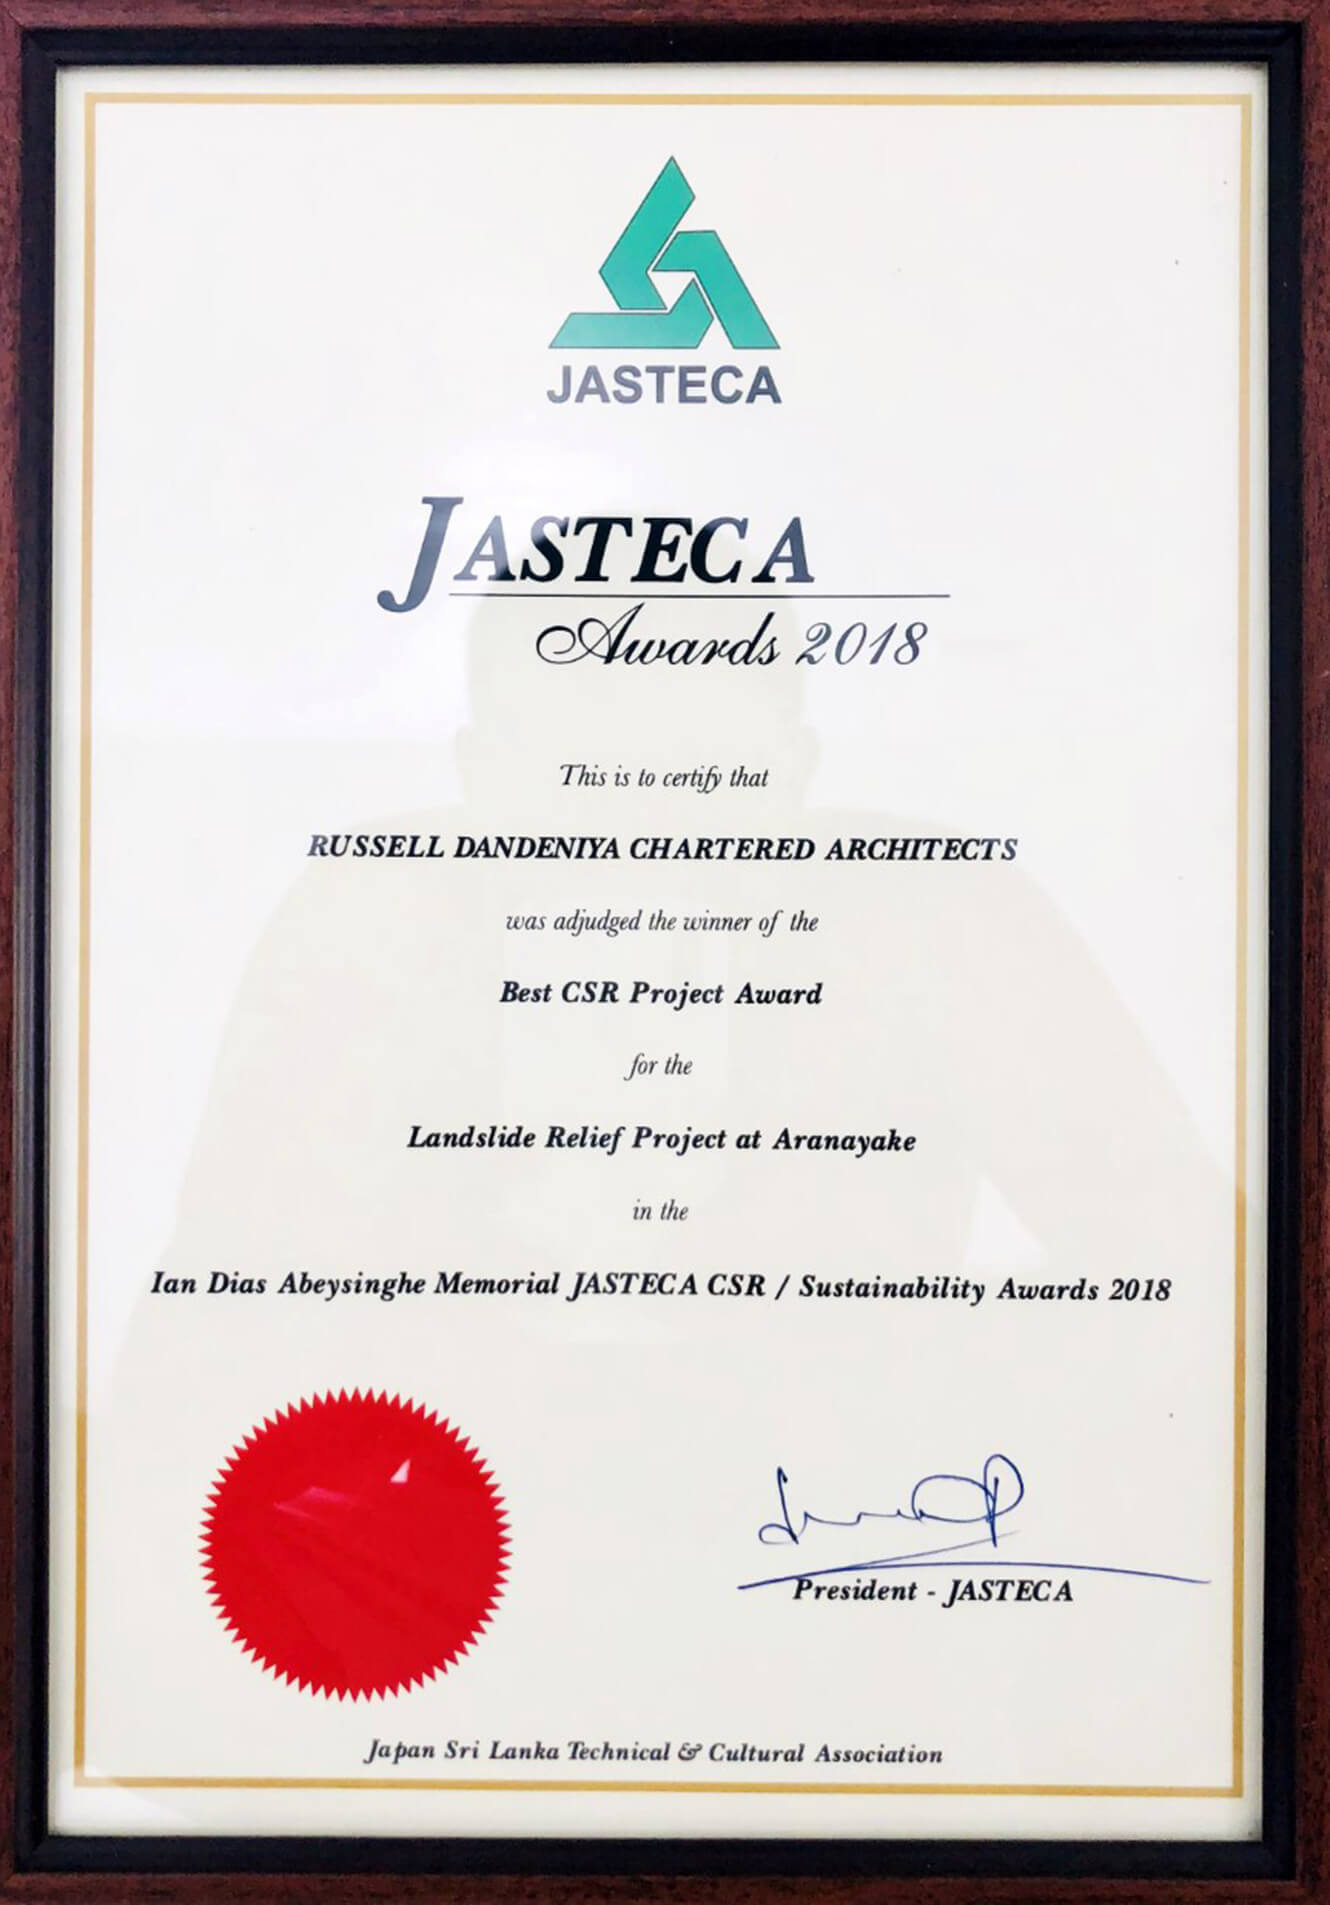 JASTECA
JASTECA
Awards 2018
This is to certify that
RUSSELL DANDENIYA CHARTERED ARCHITECTS
was adjudged the winner of the
Best CSR Project Award
for the
Landslide Relief Project at Aranayake
in the
Ian Dias Abeysinghe Memorial JASTECA CSR / Sustainability Awards 2018
President - JASTECA
Japan Sri Lanka Technical & Cultural Association